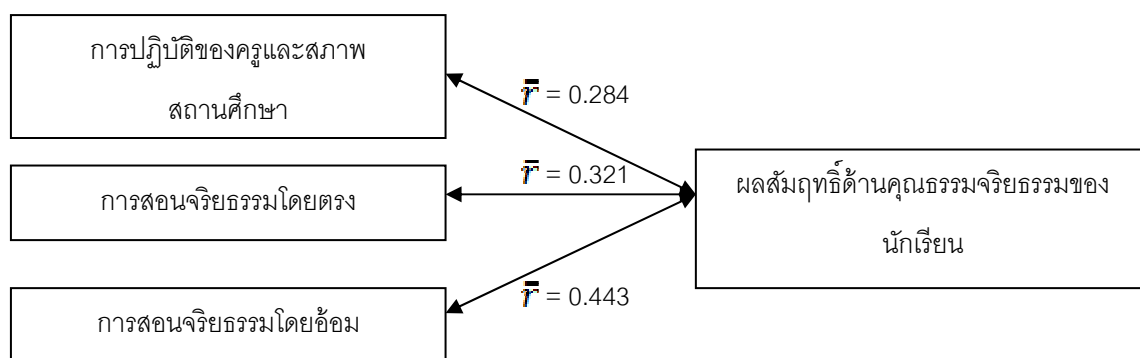 การปฏิบัติของครูและสภาพ
สถานศึกษา
r̄ = 0.284
การสอนจริยธรรมโดยตรง
r̄ = 0.321
ผลสัมฤทธิ์ด้านคุณธรรมจริยธรรมของ
นักเรียน
การสอนจริยธรรมโดยอ้อม
r̄ = 0.443